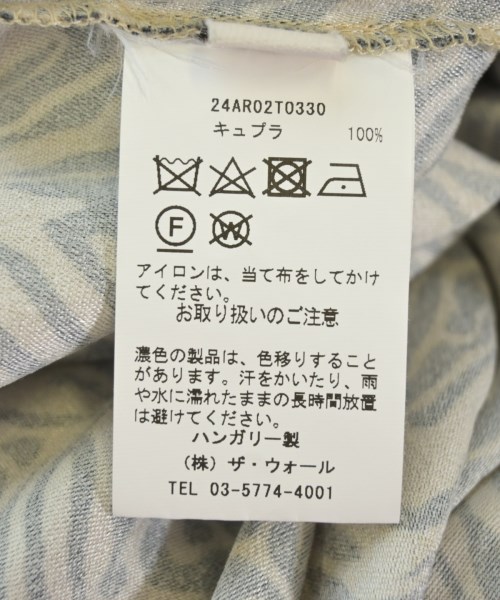 24AR02T0330
キュプラ 100%
F W
アイロンは、当て布をしてかけ
てください。
お取り扱いのご注意
濃色の製品は、色移りすること
があります。汗をかいたり、雨
や水に濡れたままの長時間放置
は避けてください。
ハンガリー製
(株) ザ・ウォール
TEL 03-5774-4001